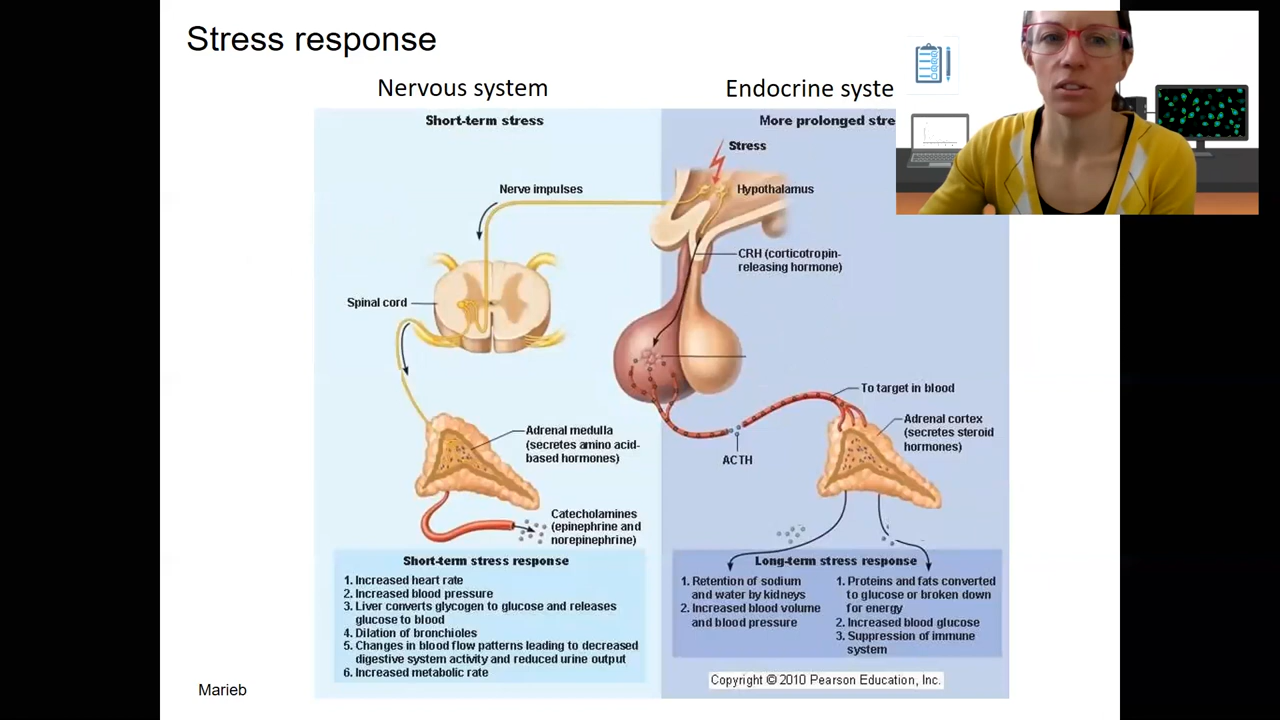 Stress response
Nervous system
Endocrine syste
Short-term stress
More prolonged stre
Stress
Nerve impulses
Hypothalamus
CRH (corticotropin-
releasing hormone)
Spinal cord
To target in blood
Adrenal medulla
(secretes amino acid-
based hormones)
Adrenal cortex
(secretes steroid
hormones)
ACTH
Catecholamines
(epinephrine and
norepinephrine)
Short-term stress response
1. Increased heart rate
2. Increased blood pressure
3. Liver converts glycogen to glucose and releases
glucose to blood
4. Dilation of bronchioles
5. Changes in blood flow patterns leading to decreased
digestive system activity and reduced urine output
6. Increased metabolic rate
Long-term stress response
1. Retention of sodium
and water by kidneys
2. Increased blood volume
and blood pressure
1. Proteins and fats converted
to glucose or broken down
for energy
2. Increased blood glucose
3. Suppression of immune
system
Marieb
Copyright © 2010 Pearson Education, Inc.